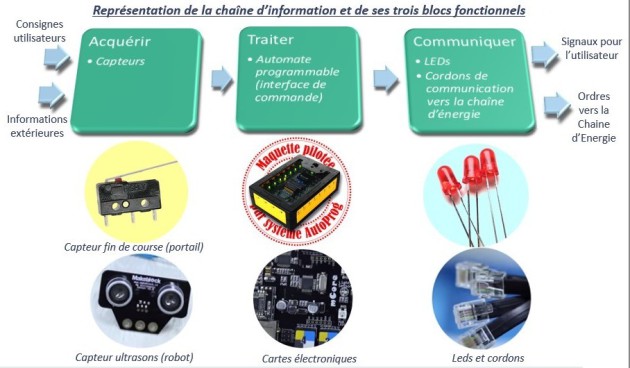 Représentation de la chaîne d'information et de ses trois blocs fonctionnels
Consignes
utilisateurs
Informations
extérieures
Acquérir
• Capteurs
Traiter
• Automate
programmable
(interface de
commande)
Communiquer
• LEDs
• Cordons de
communication
vers la chaîne
d'énergie
Signaux pour
l'utilisateur
Ordres
vers la
Chaine
d'Energie
Maquette pilotée
par système AutoProg
Capteur fin de course (portail)
Makeblock
mCore
Capteur ultrasons (robot)
Cartes électroniques
Leds et cordons